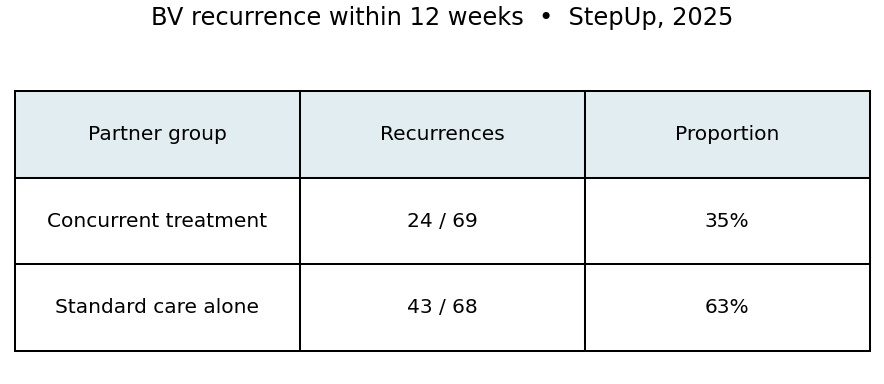 BV recurrence within 12 weeks • StepUp, 2025
Partner group Recurrences Proportion
Concurrent treatment 24 / 69 35%
Standard care alone 43 / 68 63%